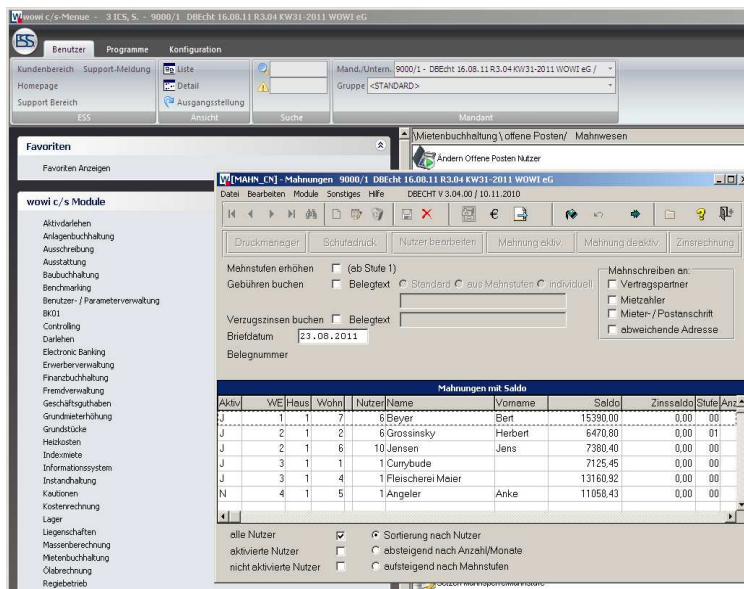 wowi c/s-Menue - 3 ICS, S. - 9000/1 DBEcht 16.08.11 R3.04 KW31-2011 WOWI eG
ESS
Benutzer Programme Konfiguration
Kundenbereich Support-Meldung
Homepage
Support Bereich
ESS
Liste
Detail
Ausgangsstellung
Ansicht
Suche
Mand./Untern. 9000/1 - DBEcht 16.08.11 R3.04 KW31-2011 WOWI eG /
Gruppe <STANDARD>
Mandant
Favoriten
Favoriten Anzeigen
wowi c/s Module
Aktivdarlehen
Anlagenbuchhaltung
Ausschreibung
Ausstattung
Baubuchhaltung
Benchmarking
Benutzer- / Parameterverwaltung
BK01
Controlling
Darlehen
Electronic Banking
Erwerberverwaltung
Finanzbuchhaltung
Fremdverwaltung
Geschäftsguthaben
Grundmieterhöhung
Grundstücke
Heizkosten
Indexmiete
Informationssystem
Instandhaltung
Kautionen
Kostenrechnung
Lager
Liegenschaften
Massenberechnung
Mietenbuchhaltung
Ölabrechnung
Regiebetrieb
\Mietenbuchhaltung \ offene Posten/ Mahnwesen
Ändern Offene Posten Nutzer
[MAHN_CN] - Mahnungen 9000/1 DBEcht 16.08.11 R3.04 KW31-2011 WOWI eG
Datei Bearbeiten Module Sonstiges Hilfe DBECHT V 3.04.00 / 10.11.2010
Druckmanager Schufadruck Nutzer bearbeiten Mahnung aktiv. Mahnung deaktiv. Zinsrechnung
Mahnstufen erhöhen (ab Stufe 1)
Gebühren buchen Belegtext Standard aus Mahnstufen individuell
Verzugszinsen buchen Belegtext
Briefdatum 23.08.2011
Belegnummer
Mahnschreiben an:
Vertragspartner
Mietzahler
Mieter-/Postanschrift
abweichende Adresse
Mahnungen mit Saldo
Aktiv WE Haus Wohn Nutzer Name Vorname Saldo Zinssaldo Stufe Anz
J 1 1 7 6 Beyer Bert 15390,00 0,00 00
J 2 1 2 6 Grossinsky Herbert 6470,80 0,00 01
J 2 1 6 10 Jensen Jens 7380,40 0,00 00
J 3 1 1 1 Currybude 7125,45 0,00 00
J 3 1 4 1 Fleischerei Maier 13160,92 0,00 00
N 4 1 5 1 Angeler Anke 11058,43 0,00 00
alle Nutzer Sortierung nach Nutzer
aktivierte Nutzer absteigend nach Anzahl/Monate
nicht aktivierte Nutzer aufsteigend nach Mahnstufen